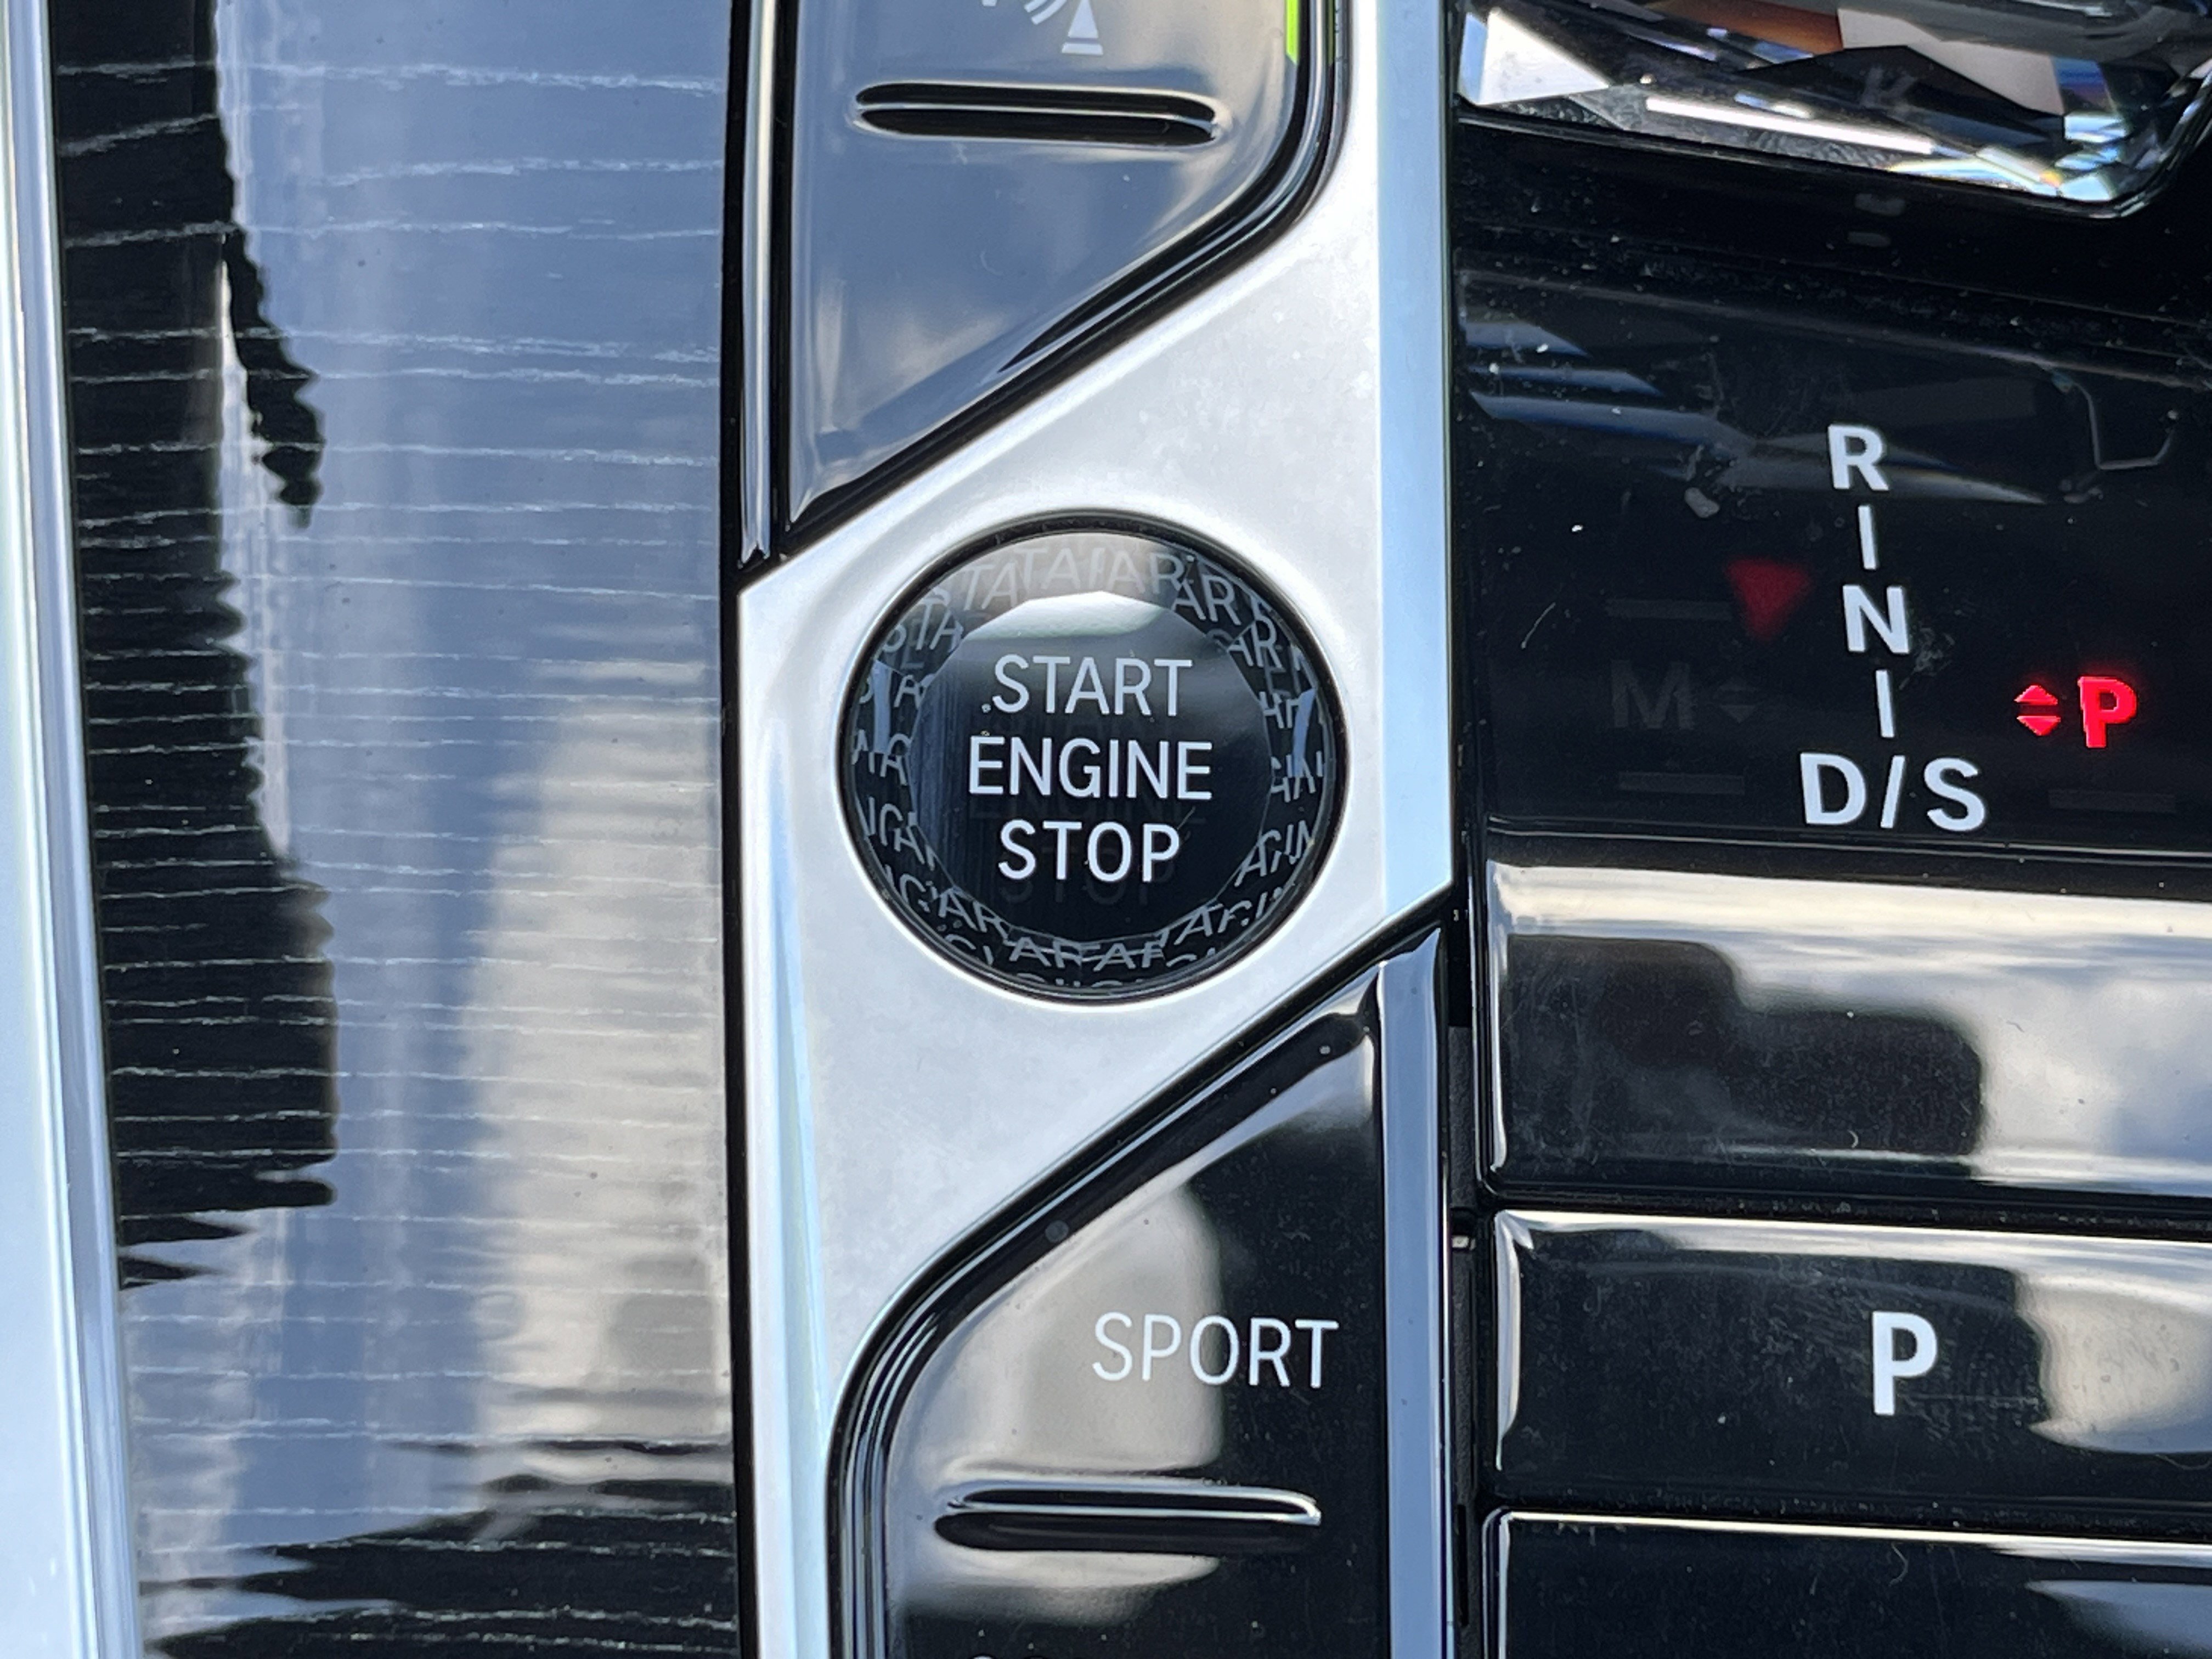 START
ENGINE
STOP
R
N
M
P
D/S
SPORT
P